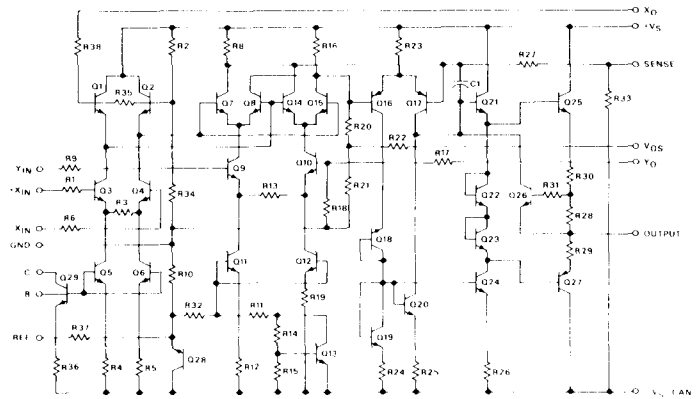 X₀
R38
R2
R8
R16
R23
+Vs
R27
SENSE
Q1
Q2
R35
Q7
Q8
Q14
Q15
Q16
Q17
C1
Q21
Q25
R33
R20
R22
V₀s
R9
YIN
Q9
Q10
R17
Y₀
R1
+XIN
Q3
Q4
R13
R21
R30
R34
R18
Q22
Q26
R31
R3
R28
XIN
R6
Q18
OUTPUT
GND
Q23
R29
C
Q29
Q5
Q6
R10
Q11
Q12
Q24
Q27
B
R19
Q20
R32
R11
REF
R37
R14
Q19
Q28
Q13
R36
R4
R5
R12
R15
R24
R25
R26